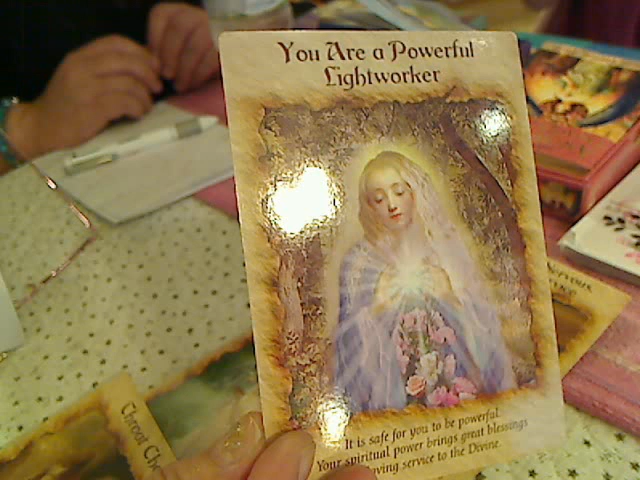 You Are a Powerful
Lightworker
It is safe for you to be powerful.
Your spiritual power brings great blessings
service to the Divine.
Throat